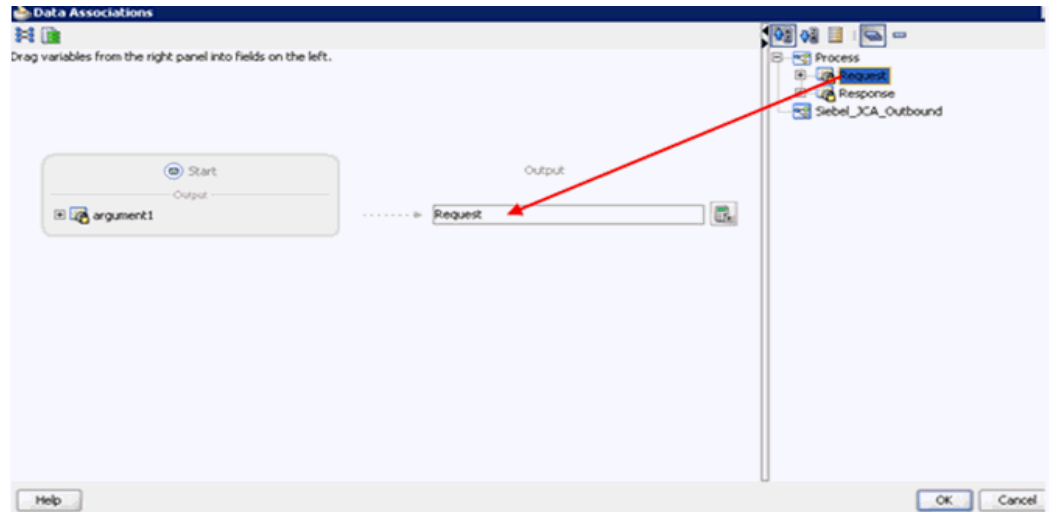 Data Associations
Drag variables from the right panel into fields on the left.
Process
Request
Response
Siebel_JCA_Outbound
Start
Output
Output
argument1
Request
Help
OK
Cancel